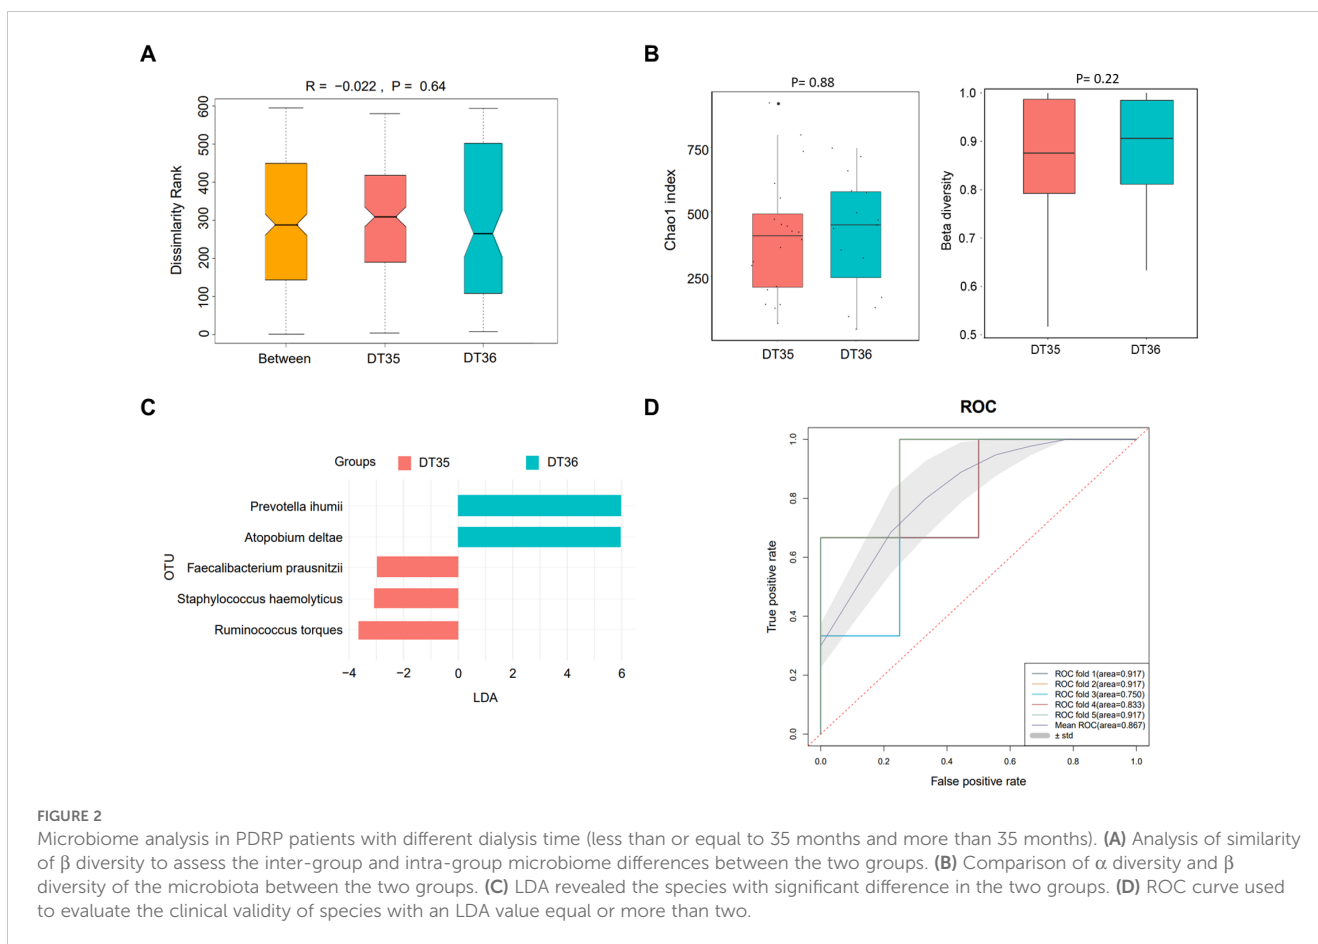 A
R = −0.022 , P = 0.64
Dissimlarity Rank
600
500
400
300
200
100
0
Between
DT35
DT36
B
P= 0.88
Chao1 index
750
500
250
DT35
DT36
P= 0.22
Beta diversity
1.0
0.9
0.8
0.7
0.6
0.5
DT35
DT36
C
Groups
DT35
DT36
OTU
Prevotella ihumii
Atopobium deltae
Faecalibacterium prausnitzii
Staphylococcus haemolyticus
Ruminococcus torques
−4
−2
0
2
4
6
LDA
D
ROC
True positive rate
1.0
0.8
0.6
0.4
0.2
0.0
ROC fold 1(area=0.917)
ROC fold 2(area=0.917)
ROC fold 3(area=0.750)
ROC fold 4(area=0.833)
ROC fold 5(area=0.917)
Mean ROC(area=0.867)
± std
0.0
0.2
0.4
0.6
0.8
1.0
False positive rate
FIGURE 2
Microbiome analysis in PDRP patients with different dialysis time (less than or equal to 35 months and more than 35 months). (A) Analysis of similarity
of β diversity to assess the inter-group and intra-group microbiome differences between the two groups. (B) Comparison of α diversity and β
diversity of the microbiota between the two groups. (C) LDA revealed the species with significant difference in the two groups. (D) ROC curve used
to evaluate the clinical validity of species with an LDA value equal or more than two.